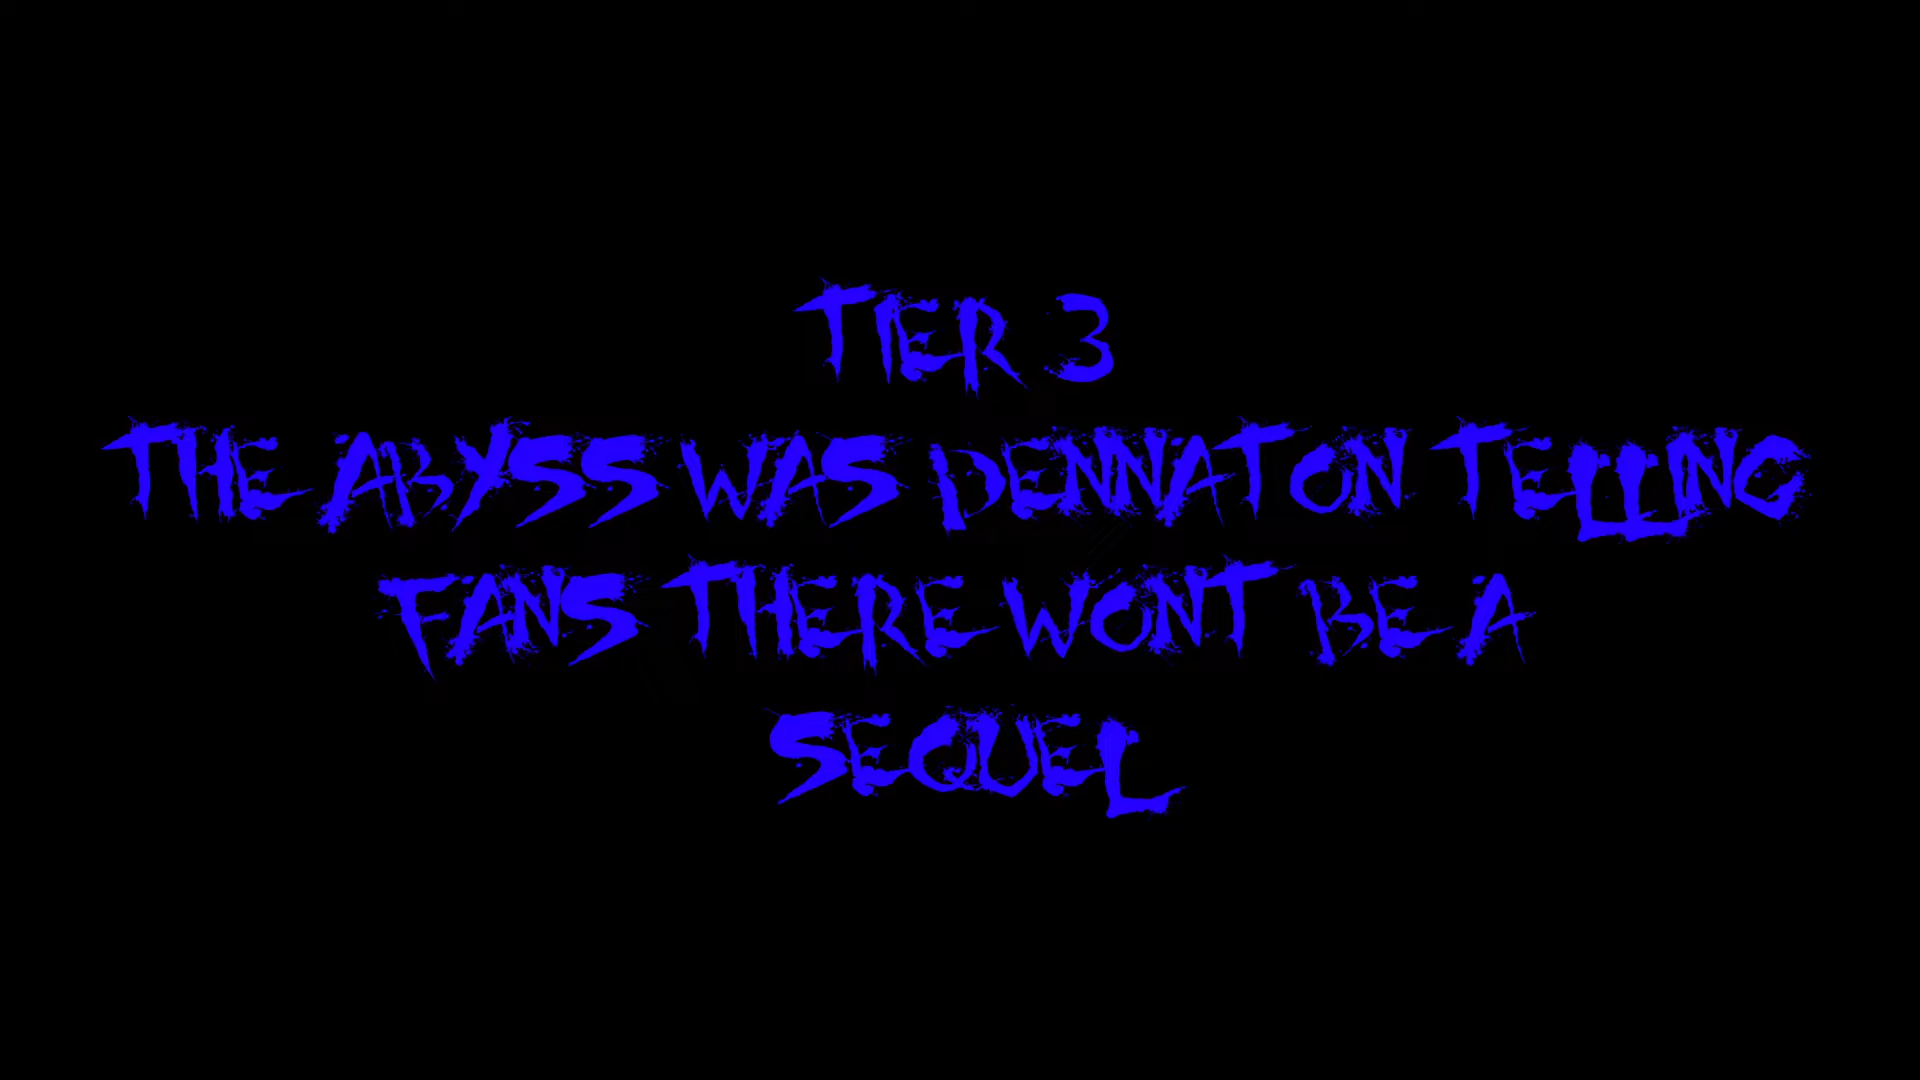 TIER 3
THE ABYSS WAS DENNATON TELLING
FANS THERE WONT BE A
SEQUEL